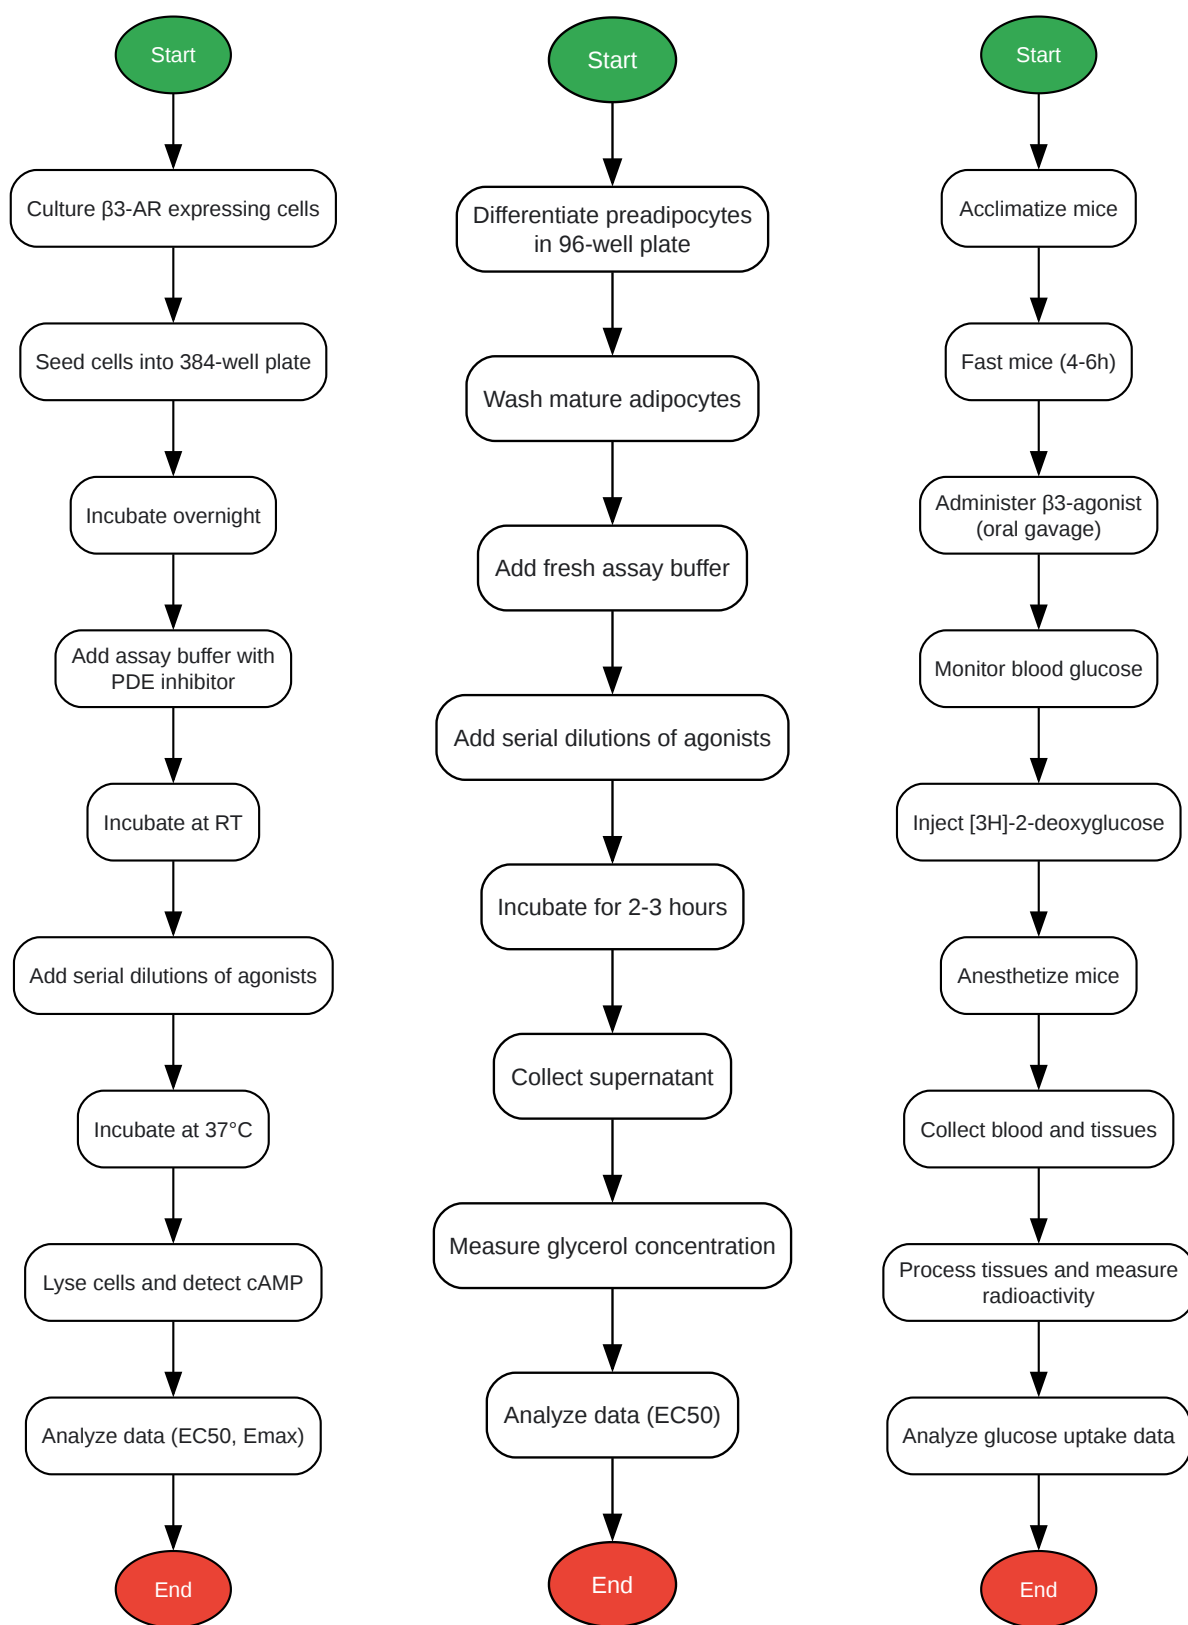 Start
Culture β3-AR expressing cells
Seed cells into 384-well plate
Incubate overnight
Add assay buffer with
PDE inhibitor
Incubate at RT
Add serial dilutions of agonists
Incubate at 37°C
Lyse cells and detect cAMP
Analyze data (EC50, Emax)
End
Start
Differentiate preadipocytes
in 96-well plate
Wash mature adipocytes
Add fresh assay buffer
Add serial dilutions of agonists
Incubate for 2-3 hours
Collect supernatant
Measure glycerol concentration
Analyze data (EC50)
End
Start
Acclimatize mice
Fast mice (4-6h)
Administer β3-agonist
(oral gavage)
Monitor blood glucose
Inject [3H]-2-deoxyglucose
Anesthetize mice
Collect blood and tissues
Process tissues and measure
radioactivity
Analyze glucose uptake data
End